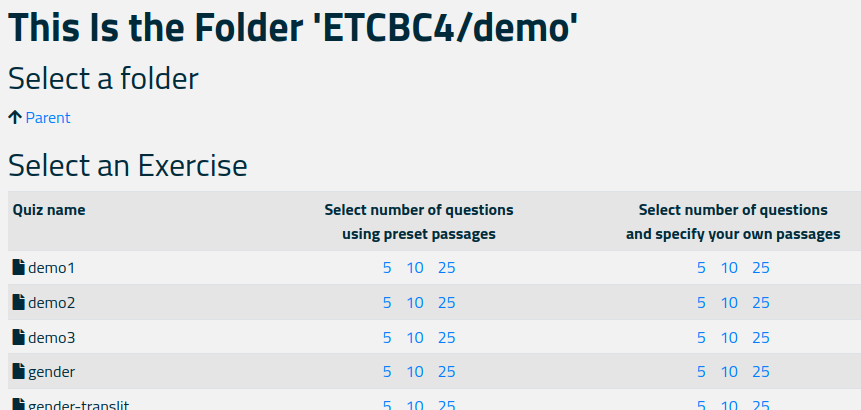 This Is the Folder 'ETCBC4/demo'
Select a folder
Parent
Select an Exercise
Quiz name Select number of questions using preset passages Select number of questions and specify your own passages
demo1 5 10 25 5 10 25
demo2 5 10 25 5 10 25
demo3 5 10 25 5 10 25
gender 5 10 25 5 10 25
gender-translit 5 10 25 5 10 25